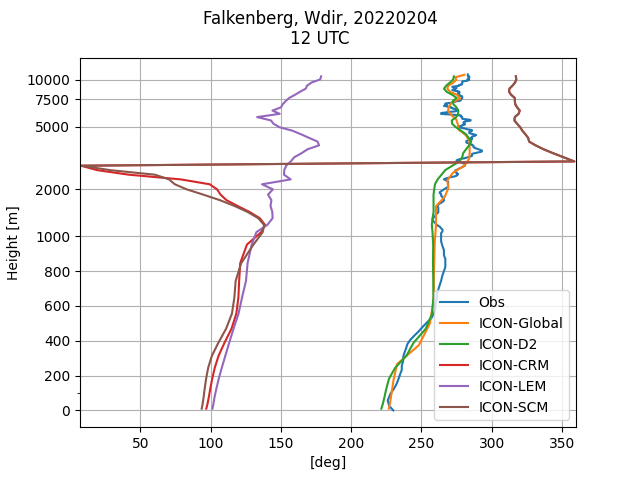 Falkenberg, Wdir, 20220204
12 UTC
10000
7500
5000
2000
1000
800
600
400
200
0
Height [m]
50
100
150
200
250
300
350
[deg]
Obs
ICON-Global
ICON-D2
ICON-CRM
ICON-LEM
ICON-SCM